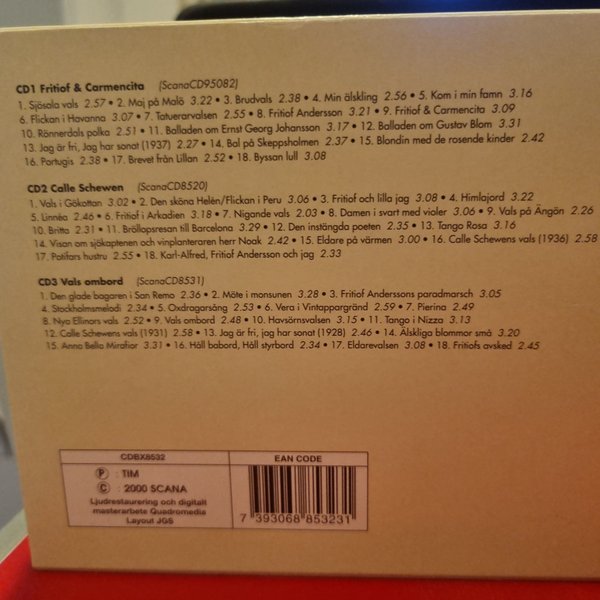 CD1 Fritiof & Carmencita (ScanaCD95082)
1. Sjösala vals 2.57 • 2. Maj på Malö 3.22 • 3. Brudvals 2.38 • 4. Min älskling 2.56 • 5. Kom i min famn 3.16
6. Flickan i Havanna 3.07 • 7. Tatuerarvalsen 2.55 • 8. Fritiof Andersson 3.21 • 9. Fritiof & Carmencita 3.09
10. Rönnerdals polka 2.51 • 11. Balladen om Ernst Georg Johansson 3.17 • 12. Balladen om Gustav Blom 3.31
13. Jag är fri, Jag har sonat (1937) 2.27 • 14. Bal på Skeppsholmen 2.37 • 15. Blondin med de rosende kinder 2.42
16. Portugis 2.38 • 17. Brevet från Lillan 2.52 • 18. Byssan lull 3.08
CD2 Calle Schewen (ScanaCD8520)
1. Vals i Gökottan 3.02 • 2. Den sköna Helén/Flickan i Peru 3.06 • 3. Fritiof och lilla jag 3.08 • 4. Himlajord 3.22
5. Linnéa 2.46 • 6. Fritiof i Arkadien 3.18 • 7. Nigande vals 2.03 • 8. Damen i svart med violer 3.06 • 9. Vals på Ängön 2.26
10. Britta 2.31 • 11. Bröllopsresan till Barcelona 3.29 • 12. Den instängda poeten 2.35 • 13. Tango Rosa 3.16
14. Visan om sjökaptenen och vinplanteraren herr Noak 2.42 • 15. Eldare på värmen 3.00 • 16. Calle Schewens vals (1936) 2.58
17. Potifars hustru 2.55 • 18. Karl-Alfred, Fritiof Andersson och jag 2.33
CD3 Vals ombord (ScanaCD8531)
1. Den glade bagaren i San Remo 2.36 • 2. Möte i monsunen 3.28 • 3. Fritiof Anderssons paradmarsch 3.05
4. Stockholmsmelodi 2.34 • 5. Oxdragarsång 2.53 • 6. Vera i Vintappargränd 2.59 • 7. Pierina 2.49
8. Nya Ellinors vals 2.52 • 9. Vals ombord 2.48 • 10. Havsörnsvalsen 3.15 • 11. Tango i Nizza 3.13
12. Calle Schewens vals (1931) 2.58 • 13. Jag är fri, jag har sonat (1928) 2.46 • 14. Älskliga blommor små 3.20
15. Anna Bella Mirafior 3.31 • 16. Håll babord, Håll styrbord 2.34 • 17. Eldarevalsen 3.08 • 18. Fritiofs avsked 2.45
CDBX8532
EAN CODE
P : TIM
C : 2000 SCANA
Ljudrestaurering och digitalt
masterarbete Quadromedia
Layout JGS
7 393068 853231